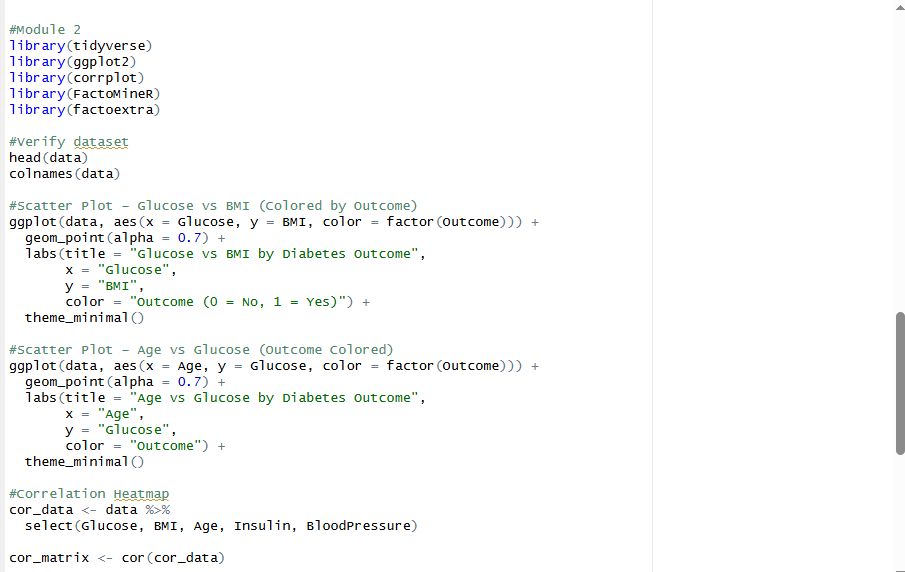 #Module 2
library(tidyverse)
library(ggplot2)
library(corrplot)
library(FactoMineR)
library(factoextra)
#Verify dataset
head(data)
colnames(data)
#Scatter Plot – Glucose vs BMI (Colored by Outcome)
ggplot(data, aes(x = Glucose, y = BMI, color = factor(Outcome))) +
  geom_point(alpha = 0.7) +
  labs(title = "Glucose vs BMI by Diabetes Outcome",
       x = "Glucose",
       y = "BMI",
       color = "Outcome (0 = No, 1 = Yes)") +
  theme_minimal()
#Scatter Plot – Age vs Glucose (Outcome Colored)
ggplot(data, aes(x = Age, y = Glucose, color = factor(Outcome))) +
  geom_point(alpha = 0.7) +
  labs(title = "Age vs Glucose by Diabetes Outcome",
       x = "Age",
       y = "Glucose",
       color = "Outcome") +
  theme_minimal()
#Correlation Heatmap
cor_data <- data %>%
  select(Glucose, BMI, Age, Insulin, BloodPressure)
cor_matrix <- cor(cor_data)